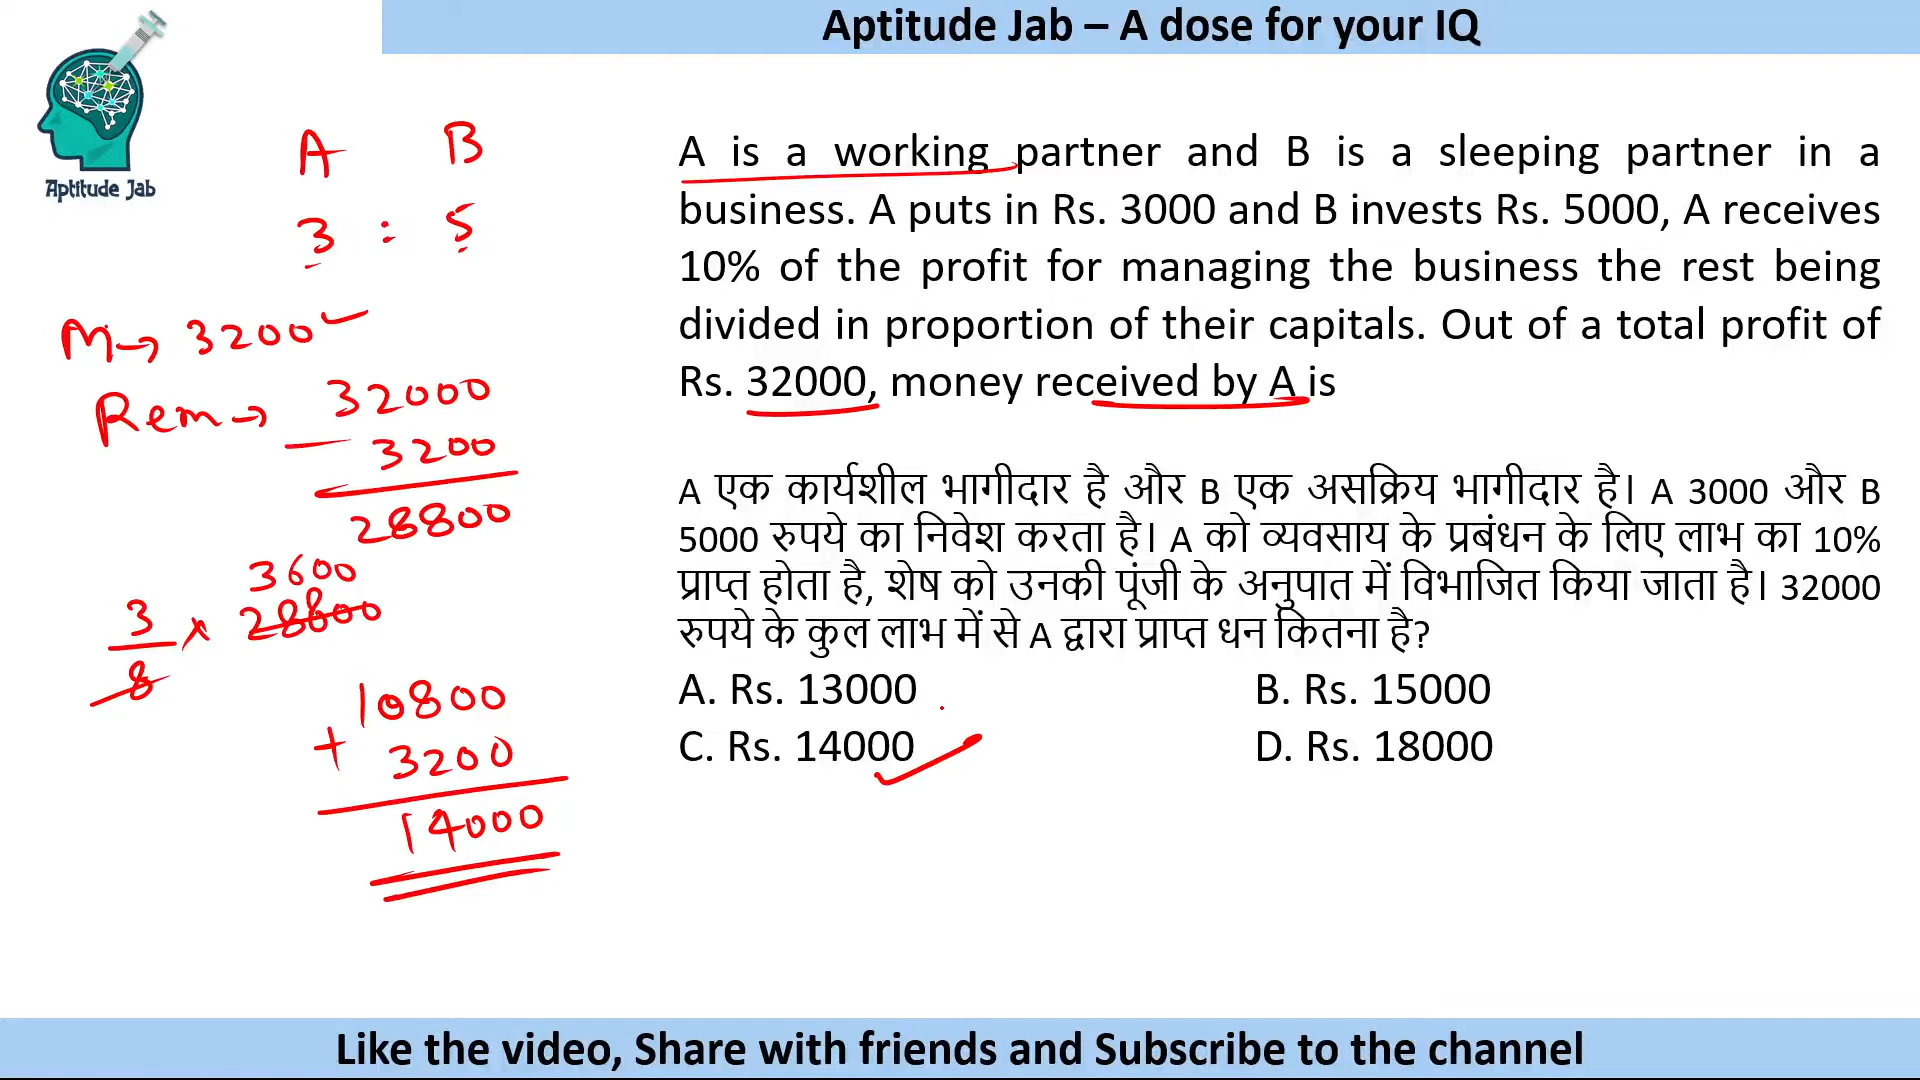 Aptitude Jab – A dose for your IQ
Aptitude Jab
A B
3 : 5
M→ 3200
Rem→ 32000
— 3200
28800
3600
3/8 × 28800
10800
+ 3200
14000
A is a working partner and B is a sleeping partner in a
business. A puts in Rs. 3000 and B invests Rs. 5000, A receives
10% of the profit for managing the business the rest being
divided in proportion of their capitals. Out of a total profit of
Rs. 32000, money received by A is
A एक कार्यशील भागीदार है और B एक असक्रिय भागीदार है। A 3000 और B
5000 रुपये का निवेश करता है। A को व्यवसाय के प्रबंधन के लिए लाभ का 10%
प्राप्त होता है, शेष को उनकी पूंजी के अनुपात में विभाजित किया जाता है। 32000
रुपये के कुल लाभ में से A द्वारा प्राप्त धन कितना है?
A. Rs. 13000 B. Rs. 15000
C. Rs. 14000 D. Rs. 18000
Like the video, Share with friends and Subscribe to the channel